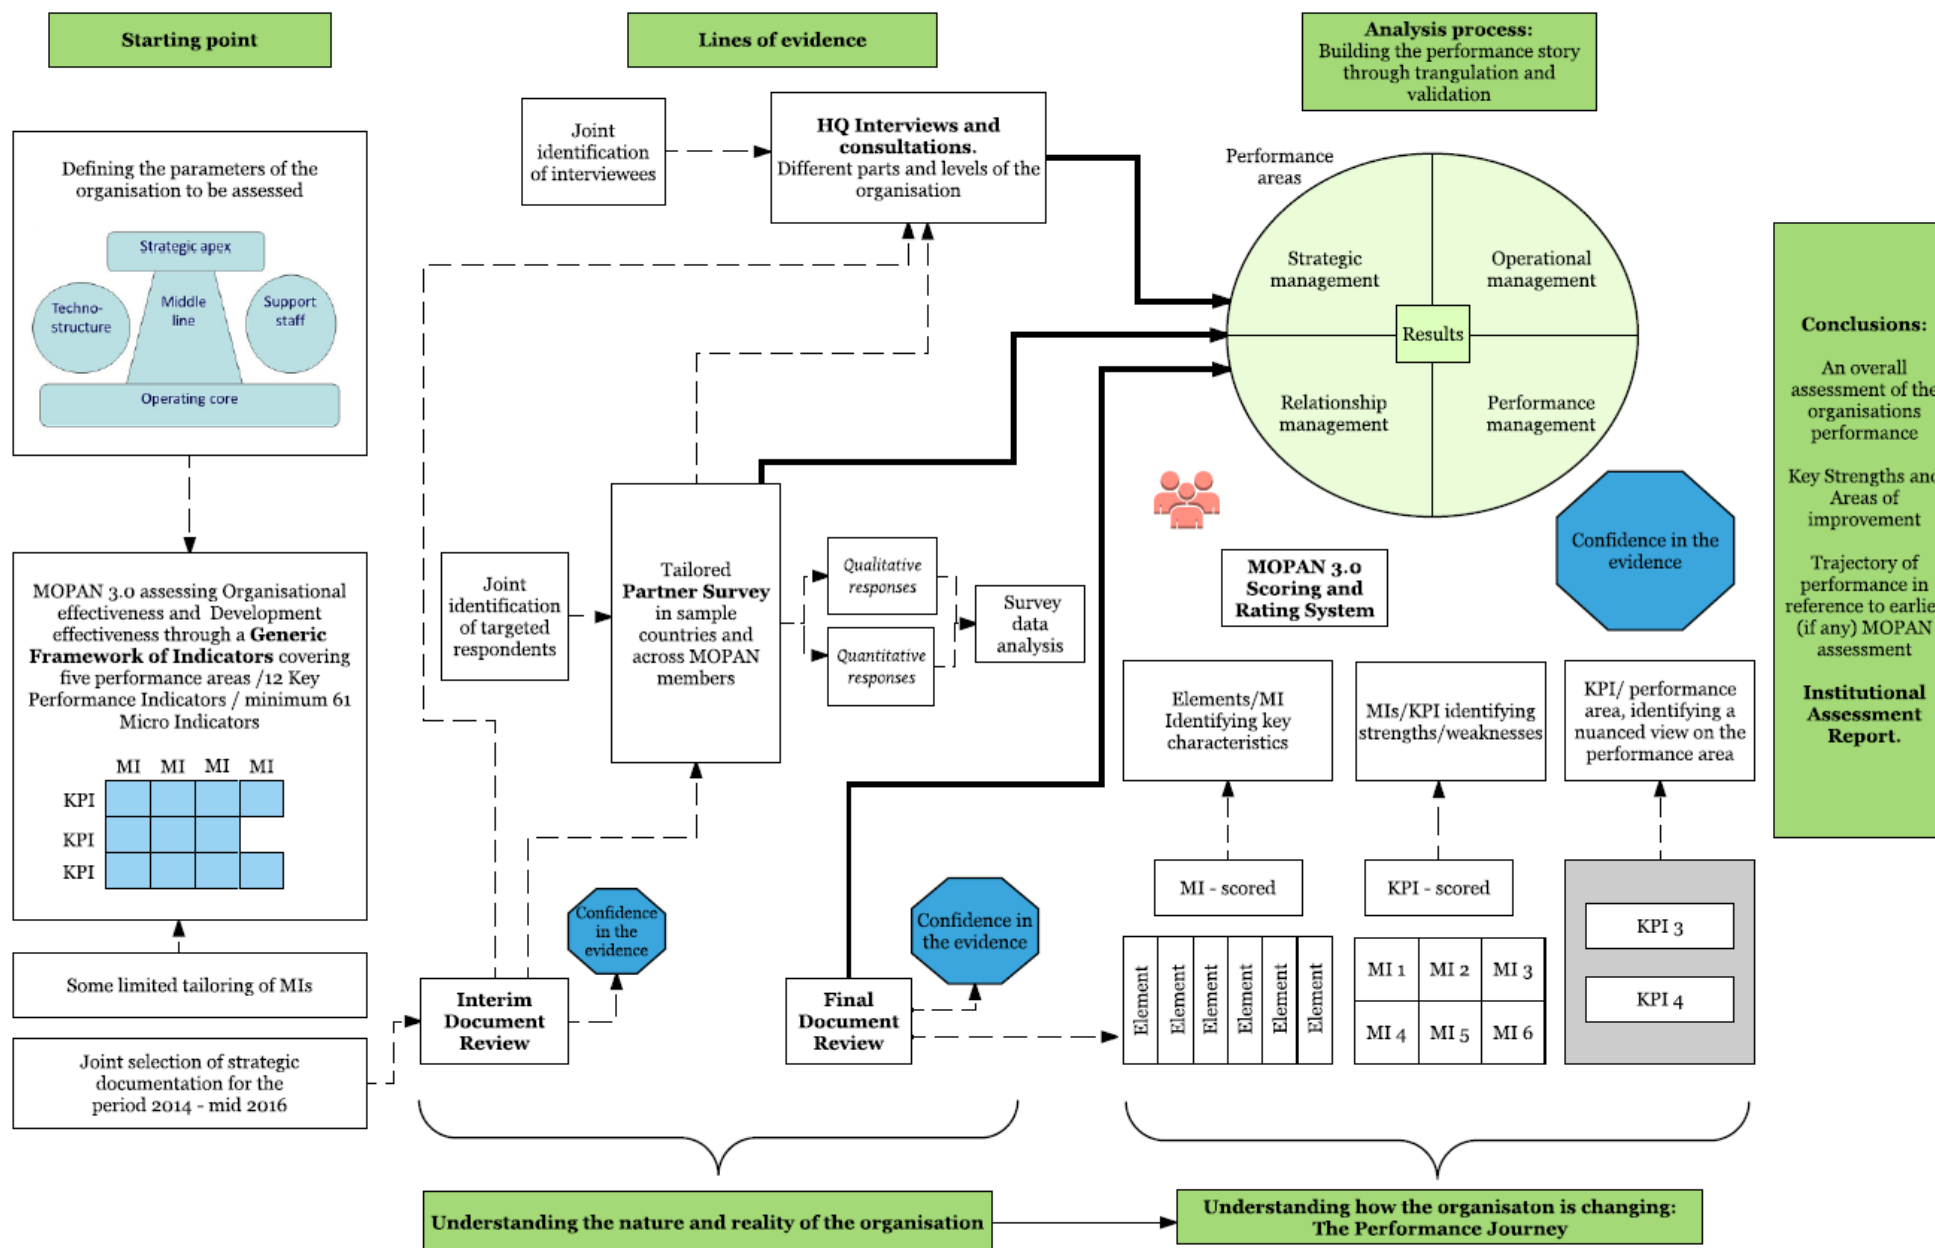 Starting point
Lines of evidence
Analysis process:
Building the performance story
through trangulation and
validation
Defining the parameters of the
organisation to be assessed
Strategic apex
Techno-
structure
Middle
line
Support
staff
Operating core
MOPAN 3.0 assessing Organisational
effectiveness and Development
effectiveness through a Generic
Framework of Indicators covering
five performance areas /12 Key
Performance Indicators / minimum 61
Micro Indicators
MI MI MI MI
KPI
KPI
KPI
Some limited tailoring of MIs
Joint selection of strategic
documentation for the
period 2014 - mid 2016
Joint
identification
of interviewees
HQ Interviews and
consultations.
Different parts and levels of the
organisation
Joint
identification
of targeted
respondents
Tailored
Partner Survey
in sample
countries and
across MOPAN
members
Qualitative
responses
Quantitative
responses
Survey
data
analysis
Interim
Document
Review
Confidence
in the
evidence
Final
Document
Review
Confidence in
the evidence
Performance
areas
Strategic
management
Operational
management
Results
Relationship
management
Performance
management
MOPAN 3.0
Scoring and
Rating System
Confidence in the
evidence
Elements/MI
Identifying key
characteristics
MIs/KPI identifying
strengths/weaknesses
KPI/ performance
area, identifying a
nuanced view on the
performance area
MI - scored
KPI - scored
Element Element Element Element Element Element
MI 1 MI 2 MI 3
MI 4 MI 5 MI 6
KPI 3
KPI 4
Conclusions:
An overall
assessment of the
organisations
performance
Key Strengths and
Areas of
improvement
Trajectory of
performance in
reference to earlie
(if any) MOPAN
assessment
Institutional
Assessment
Report.
Understanding the nature and reality of the organisation
Understanding how the organisaton is changing:
The Performance Journey